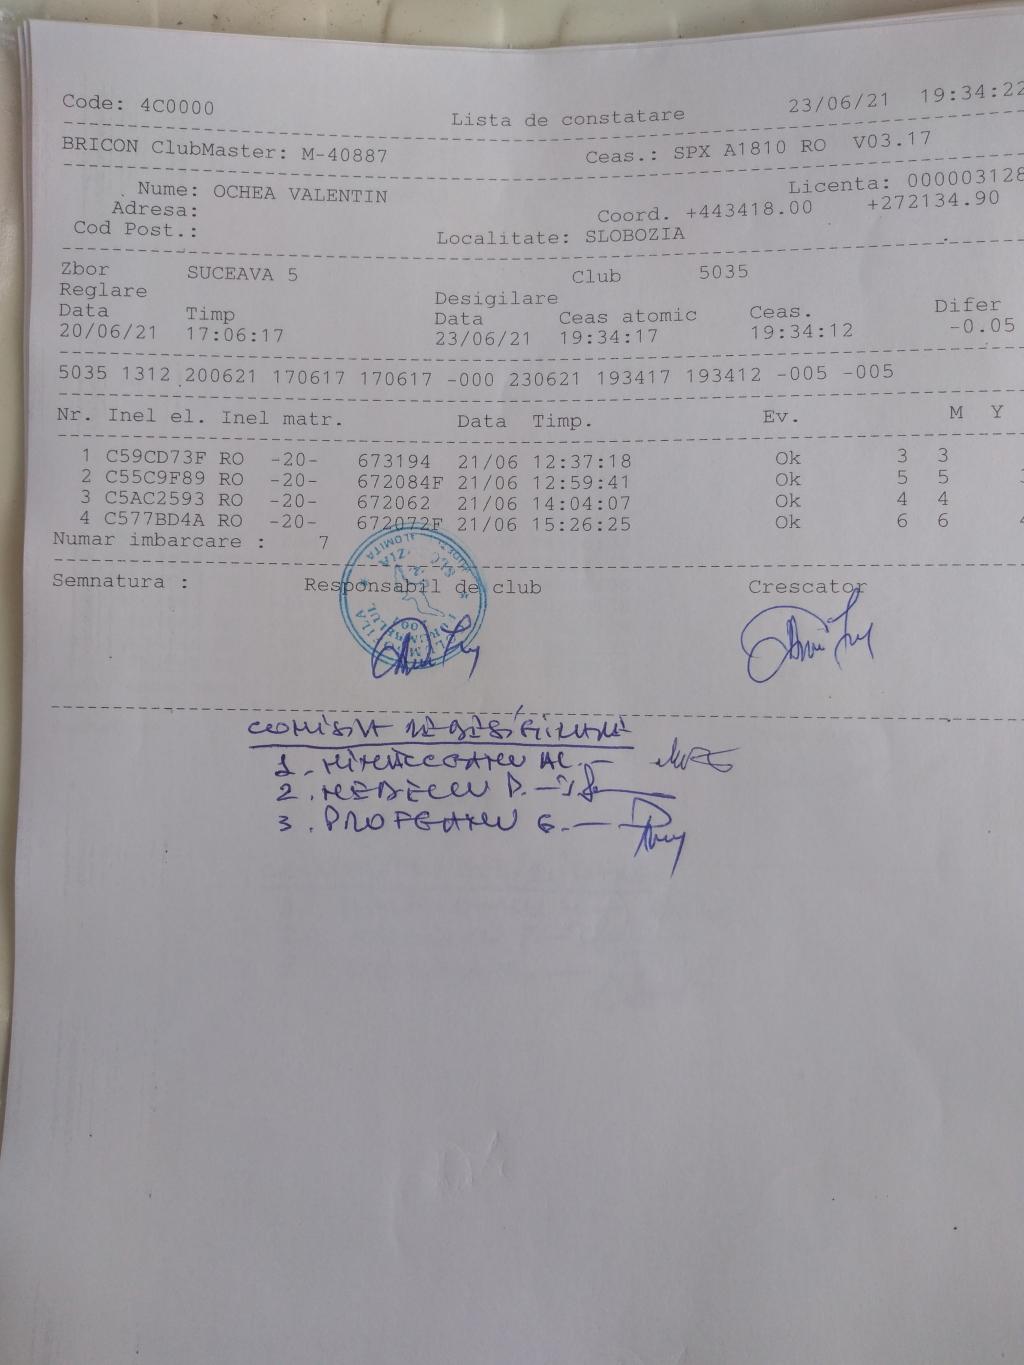 Code: 4C0000 Lista de constatare 23/06/21 19:34:22
BRICON ClubMaster: M-40887 Ceas.: SPX A1810 RO V03.17
Nume: OCHEA VALENTIN Licenta: 000003128
Adresa: Coord. +443418.00 +272134.90
Cod Post.: Localitate: SLOBOZIA
Zbor SUCEAVA 5 Club 5035
Reglare Desigilare
Data Timp Data Ceas atomic Ceas. Difer
20/06/21 17:06:17 23/06/21 19:34:17 19:34:12 -0.05
5035 1312 200621 170617 170617 -000 230621 193417 193412 -005 -005
Nr. Inel el. Inel matr. Data Timp. Ev. M Y
1 C59CD73F RO -20- 673194 21/06 12:37:18 Ok 3 3
2 C55C9F89 RO -20- 672084F 21/06 12:59:41 Ok 5 5
3 C5AC2593 RO -20- 672062 21/06 14:04:07 Ok 4 4
4 C577BD4A RO -20- 672072F 21/06 15:26:25 Ok 6 6
Numar imbarcare : 7
Semnatura : Responsabil de club Crescator
1.
2. P.
3. PROFEANU G.